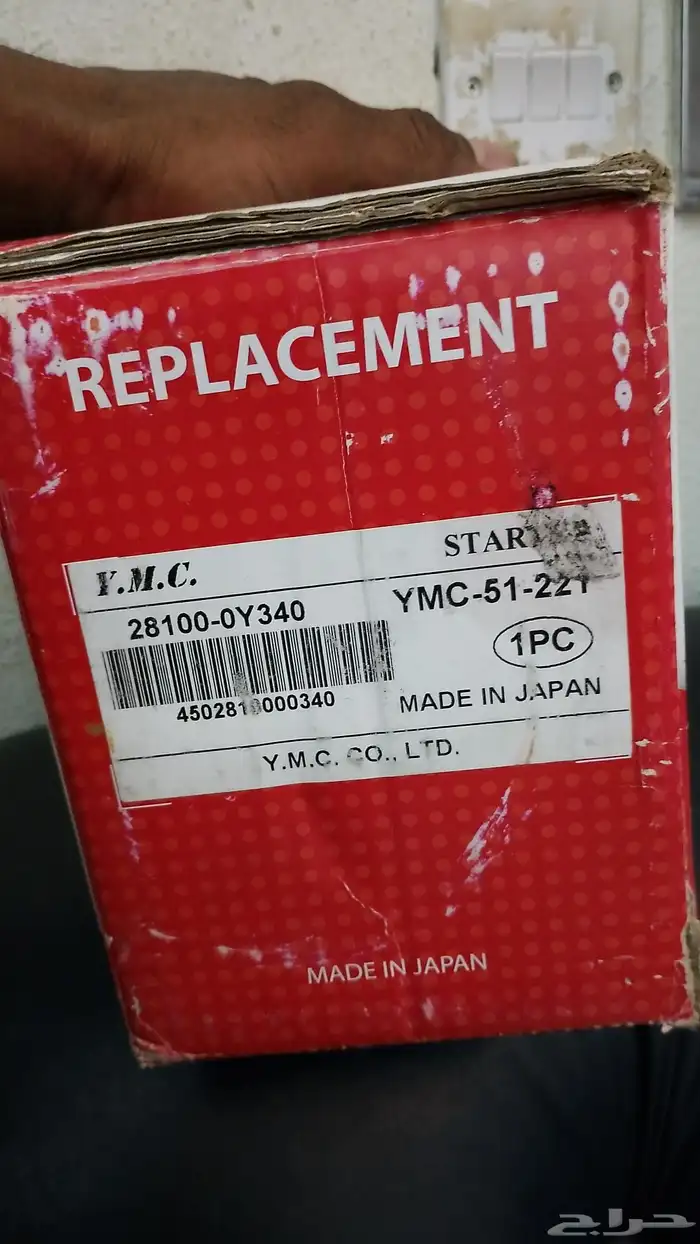 REPLACEMENT
Y.M.C.
28100-0Y340
YMC-51-221
1PC
MADE IN JAPAN
Y.M.C. CO., LTD.
MADE IN JAPAN
حراج